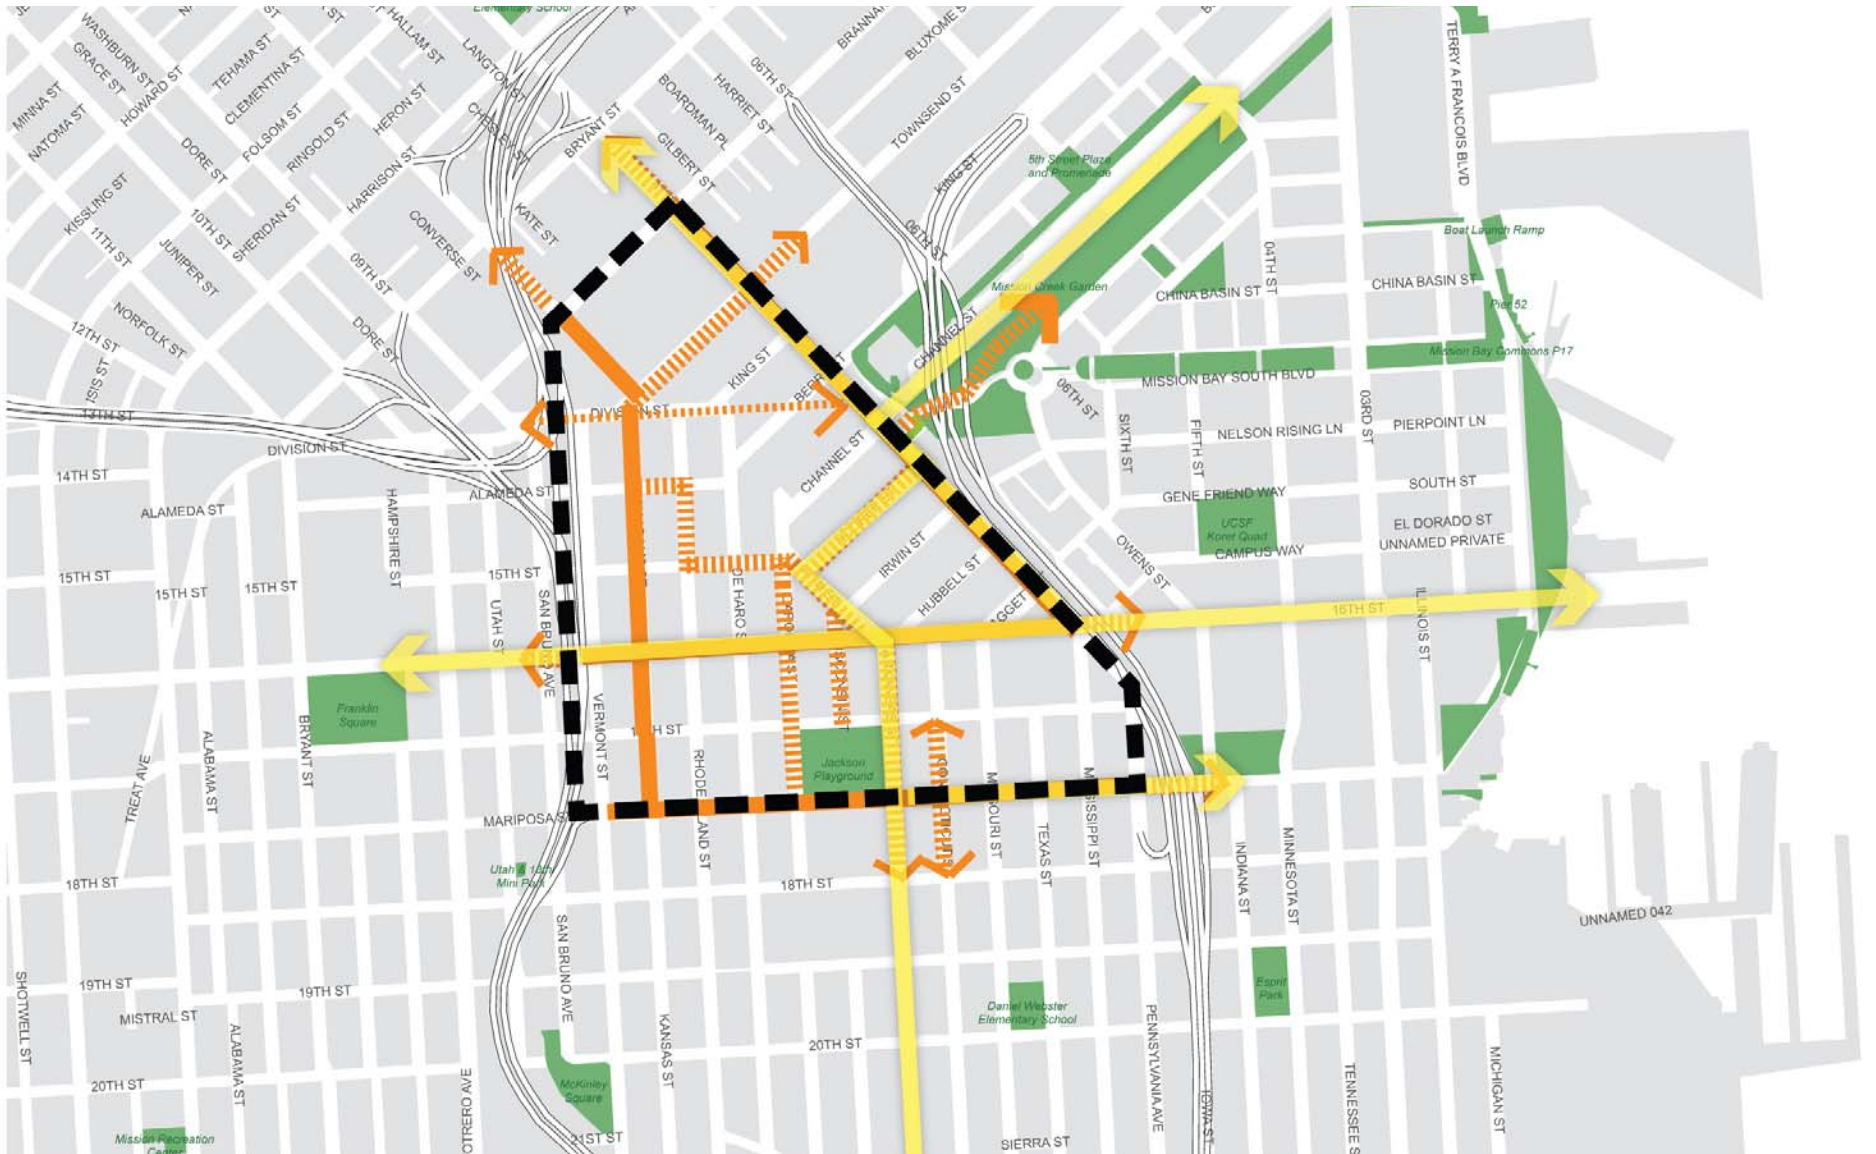 Elementary School
WASHBURN ST
GRACE ST
HALLAM ST
TEHAMA ST
CLEMENTINA ST
LANGTON ST
MINNA ST
NATOMA ST
HOWARD ST
DORE ST
FOLSOM ST
RINGOLD ST
HERON ST
CHESLEY ST
BRYANT ST
HARRISON ST
BOARDMAN PL
HARRIET ST
GILBERT ST
06TH ST
BLUXOME S
TOWNSEND ST
KING ST
06TH ST
5th Street Plaza
and Promenade
TERRY A FRANCOIS BLVD
KISSLING ST
11TH ST
10TH ST
SHERIDAN ST
JUNIPER ST
09TH ST
CONVERSE ST
KATE ST
NORFOLK ST
12TH ST
ISIS ST
DORE ST
13TH ST
DIVISION ST
DIVISION ST
KING ST
CHANNEL ST
CHANNEL ST
Mission Creek Garden
04TH ST
CHINA BASIN ST
CHINA BASIN ST
Boat Launch Ramp
Pier 52
Mission Bay Commons P17
MISSION BAY SOUTH BLVD
06TH ST
SIXTH ST
FIFTH ST
03RD ST
NELSON RISING LN
PIERPOINT LN
GENE FRIEND WAY
SOUTH ST
UCSF
Koret Quad
EL DORADO ST
UNNAMED PRIVATE
CAMPUS WAY
OWENS ST
14TH ST
ALAMEDA ST
ALAMEDA ST
HAMPSHIRE ST
15TH ST
15TH ST
15TH ST
15TH ST
UTAH ST
SAN BRUNO AVE
DE HARO S
IRWIN ST
HUBBELL ST
AGGET
16TH ST
ILLINOIS ST
Franklin
Square
BRYANT ST
ALABAMA ST
TREAT AVE
VERMONT ST
RHODE
LAND ST
Jackson
Playground
MARIPOSA S
OURI ST
TEXAS ST
SISSIPPI ST
INDIANA ST
MINNESOTA ST
Utah & 18th
Mini Park
18TH ST
18TH ST
SAN BRUNO AVE
UNNAMED 042
SHOTWELL ST
19TH ST
19TH ST
MISTRAL ST
ALABAMA ST
KANSAS ST
20TH ST
20TH ST
Daniel Webster
Elementary School
Esprit
Park
PENNSYLVANIA AVE
IOWA ST
TENNESSEE S
MICHIGAN ST
McKinley
Square
OTRERO AVE
21ST ST
SIERRA ST
Mission Recreation
Center